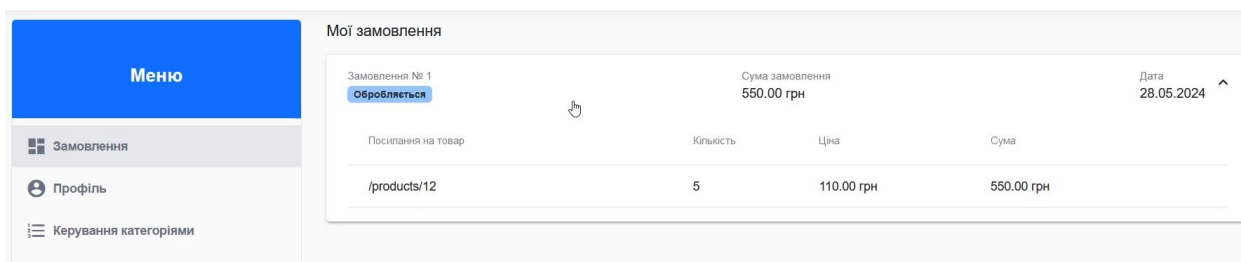 Мої замовлення
Меню
Замовлення
Профіль
Керування категоріями
Замовлення № 1 Сума замовлення Дата
Обробляється 550.00 грн 28.05.2024
Посилання на товар Кількість Ціна Сума
/products/12 5 110.00 грн 550.00 грн